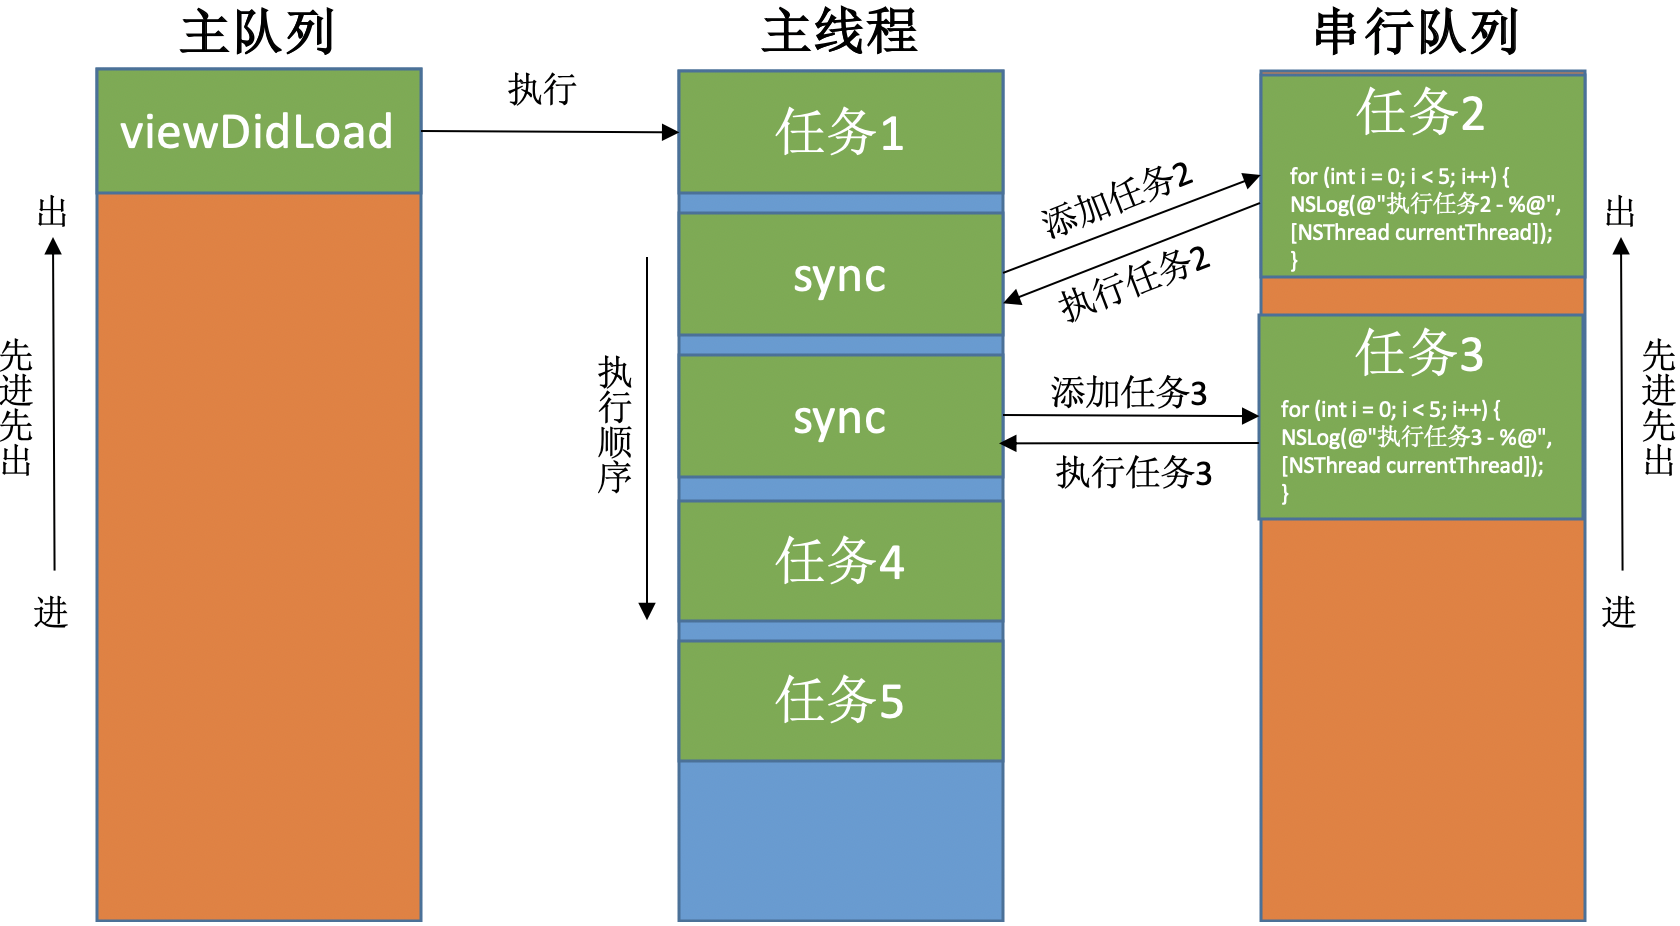 主队列
主线程
串行队列
viewDidLoad
执行
任务1
sync
sync
任务4
任务5
添加任务2
执行任务2
添加任务3
执行任务3
任务2
for (int i = 0; i < 5; i++) {
NSLog(@"执行任务2 - %@",
[NSThread currentThread]);
}
任务3
for (int i = 0; i < 5; i++) {
NSLog(@"执行任务3 - %@",
[NSThread currentThread]);
}
出
先进先出
进
执行顺序
出
先进先出
进